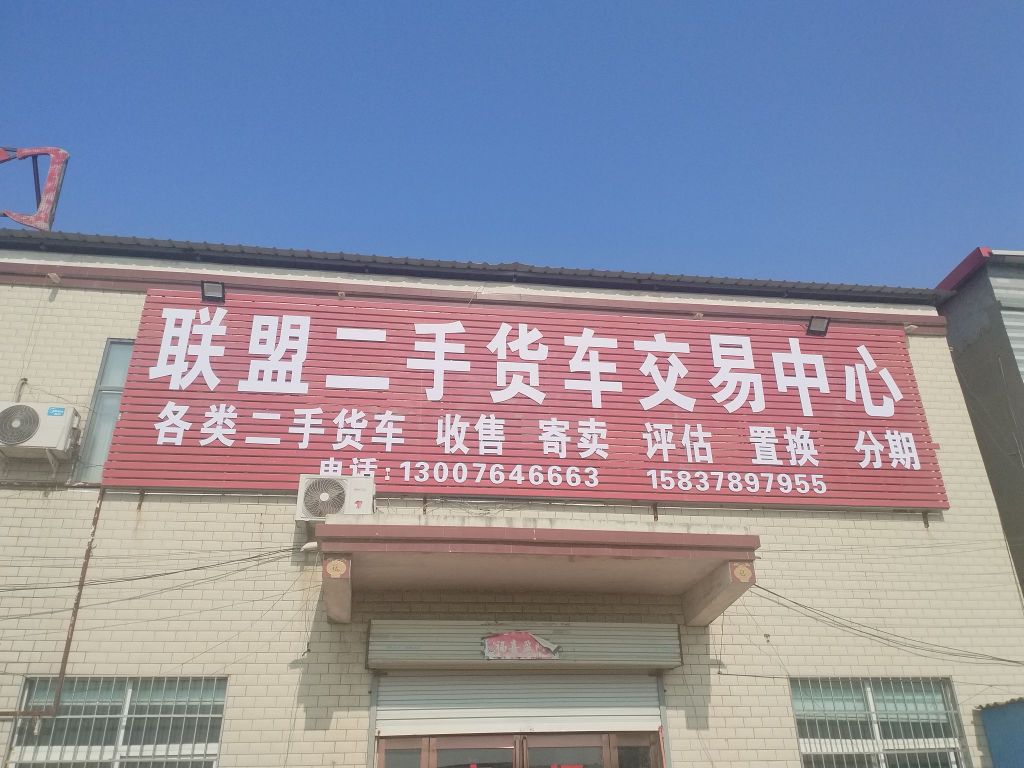 联盟二手货车交易中心
各类二手货车 收售 寄卖 评估 置换 分期
电话:13007646663 15837897955